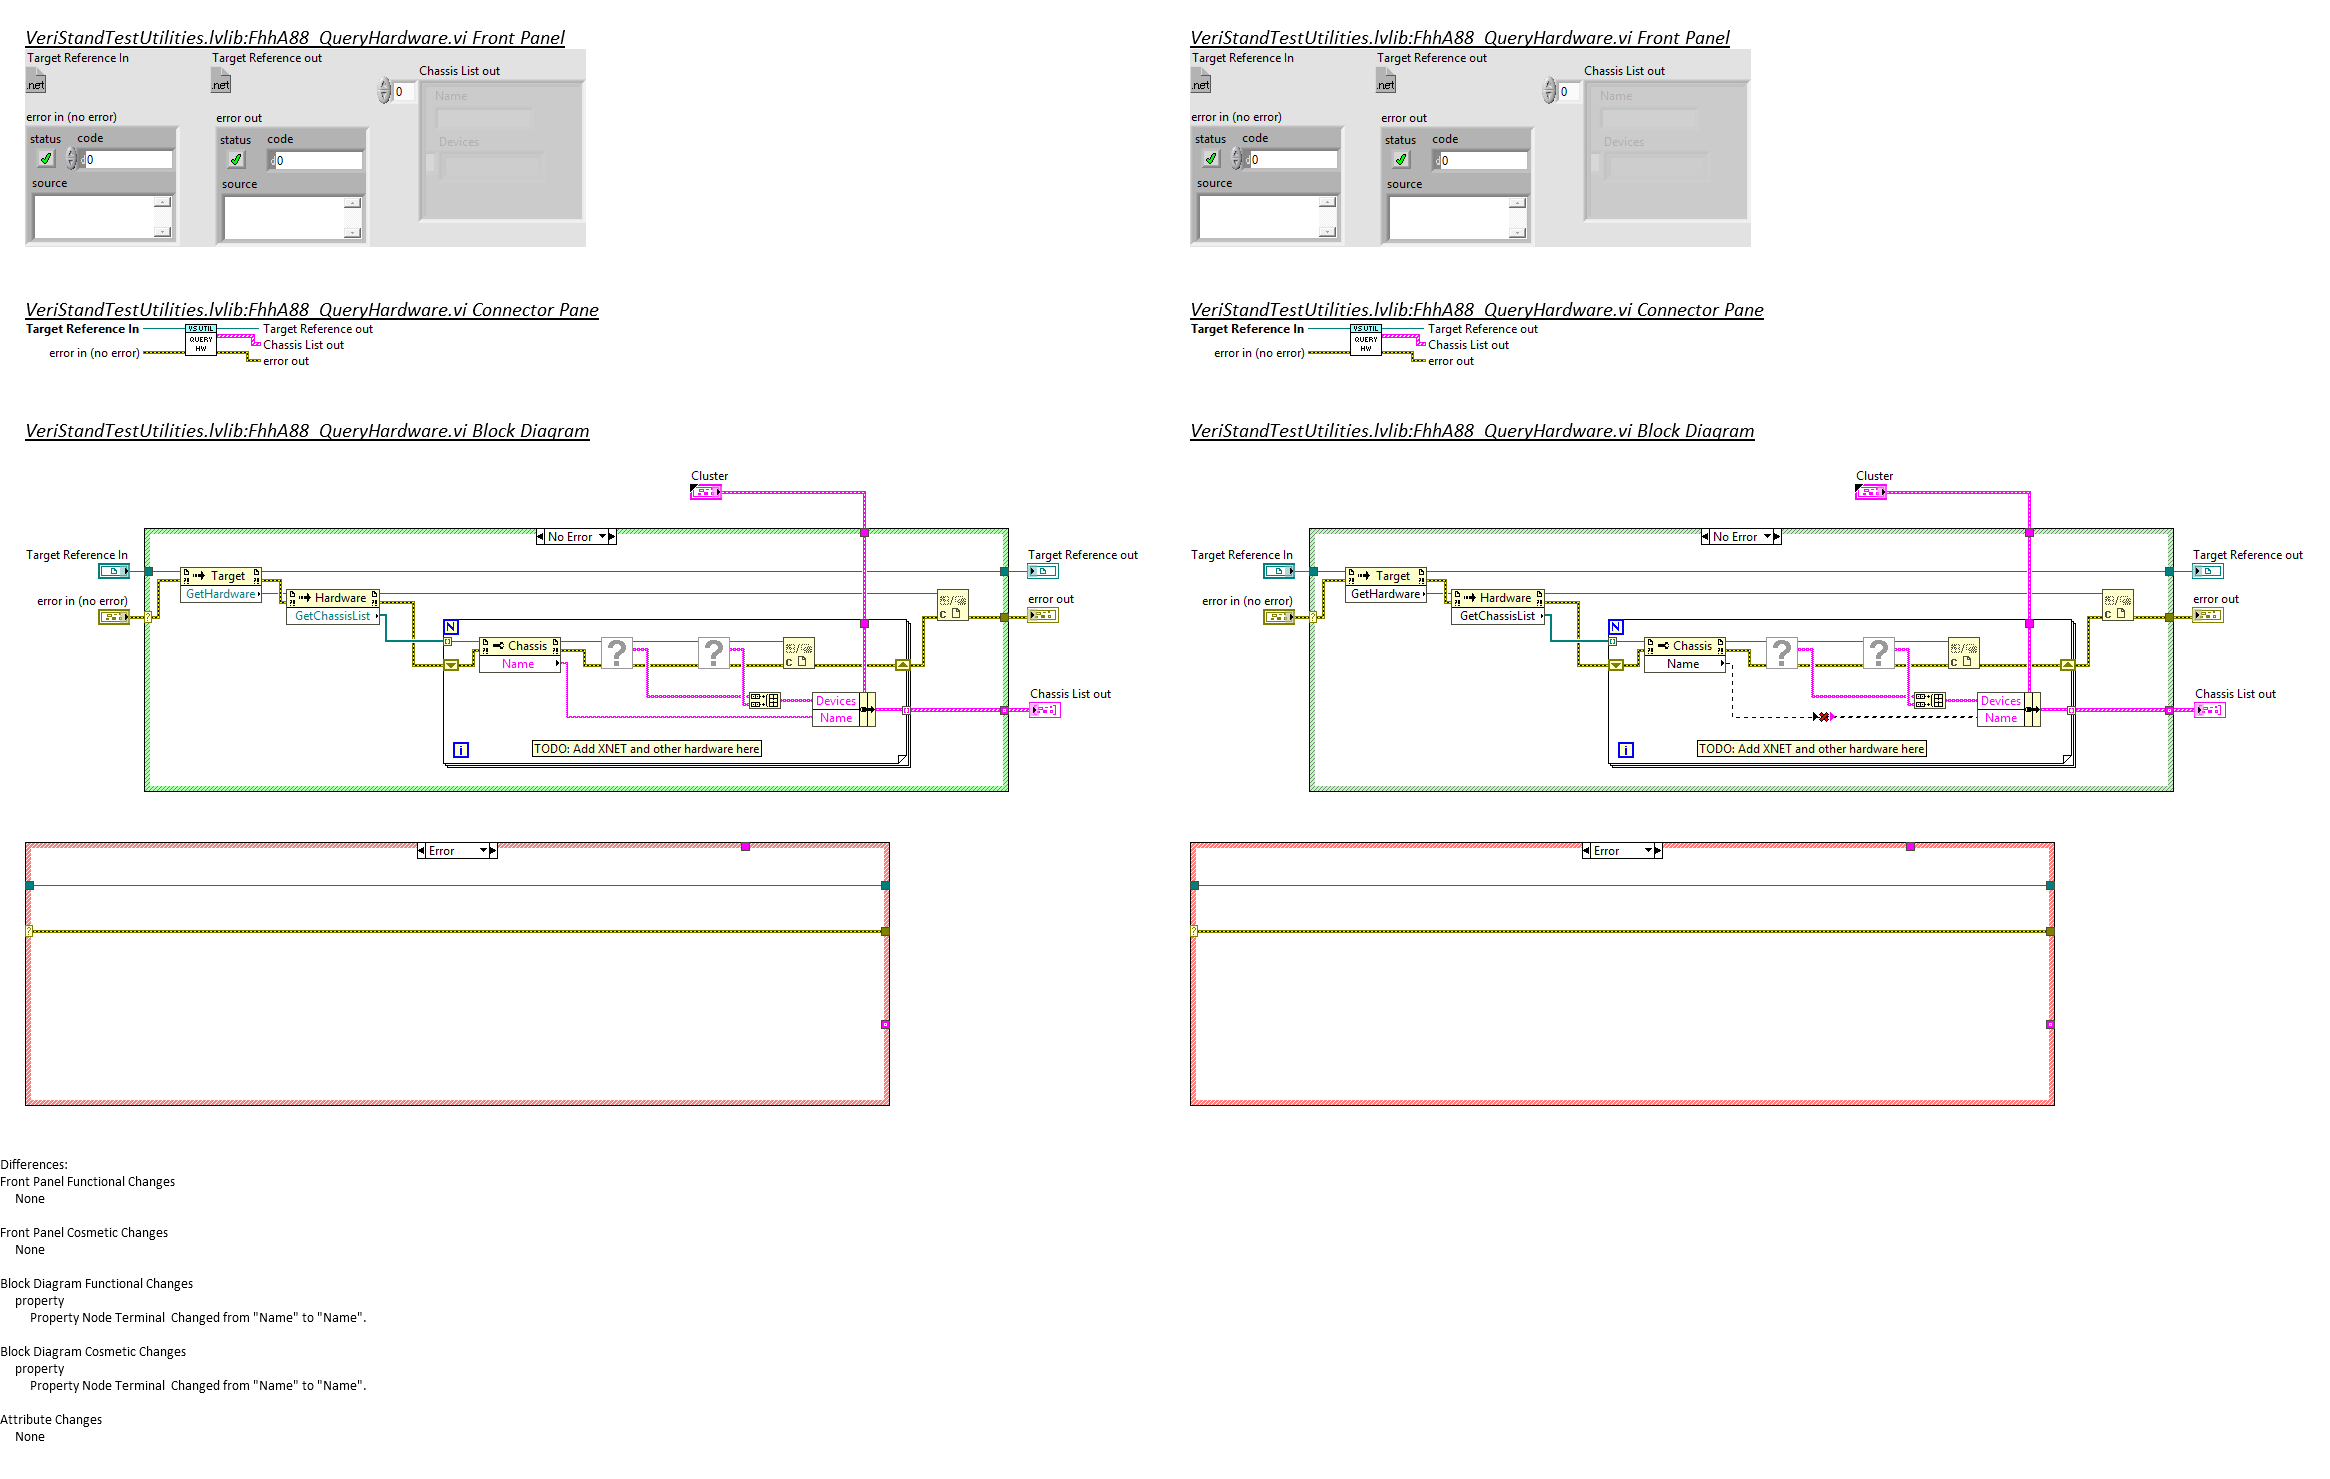 VeriStandTestUtilities.lvlib:FhhA88_QueryHardware.vi Front Panel
Target Reference In
Target Reference out
Chassis List out
.net
.net
0
Name
error in (no error)
error out
status
code
status
code
Devices
d0
d0
source
source
VeriStandTestUtilities.lvlib:FhhA88_QueryHardware.vi Connector Pane
Target Reference In
VS UTIL
QUERY
HW
Target Reference out
Chassis List out
error in (no error)
error out
VeriStandTestUtilities.lvlib:FhhA88_QueryHardware.vi Block Diagram
Cluster
No Error
Target Reference In
Target
GetHardware
Target Reference out
error in (no error)
Hardware
GetChassisList
C
error out
N
Chassis
Name
?
?
C
Devices
Name
Chassis List out
i
TODO: Add XNET and other hardware here
Error
?
VeriStandTestUtilities.lvlib:FhhA88_QueryHardware.vi Front Panel
Target Reference In
Target Reference out
Chassis List out
.net
.net
0
Name
error in (no error)
error out
status
code
status
code
Devices
d0
d0
source
source
VeriStandTestUtilities.lvlib:FhhA88_QueryHardware.vi Connector Pane
Target Reference In
VS UTIL
QUERY
HW
Target Reference out
Chassis List out
error in (no error)
error out
VeriStandTestUtilities.lvlib:FhhA88_QueryHardware.vi Block Diagram
Cluster
No Error
Target Reference In
Target
GetHardware
Target Reference out
error in (no error)
Hardware
GetChassisList
C
error out
N
Chassis
Name
?
?
C
Devices
Name
Chassis List out
i
TODO: Add XNET and other hardware here
Error
?
Differences:
Front Panel Functional Changes
None
Front Panel Cosmetic Changes
None
Block Diagram Functional Changes
property
Property Node Terminal  Changed from "Name" to "Name".
Block Diagram Cosmetic Changes
property
Property Node Terminal  Changed from "Name" to "Name".
Attribute Changes
None